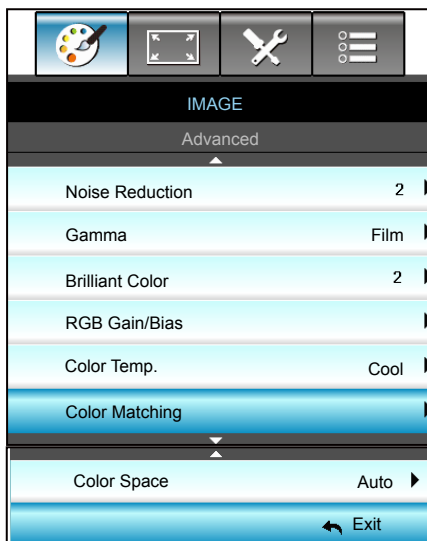 IMAGE
Advanced
Noise Reduction 2
Gamma Film
Brilliant Color 2
RGB Gain/Bias
Color Temp. Cool
Color Matching
Color Space Auto
Exit